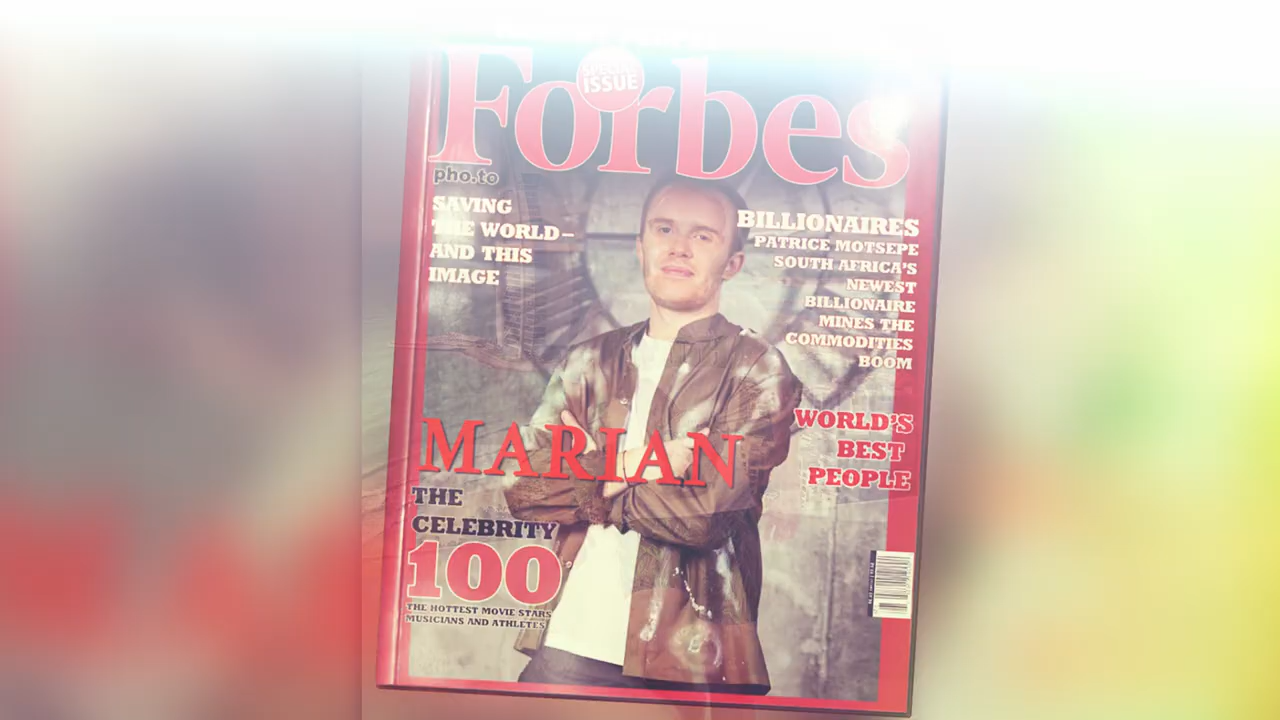 Forbes
SPECIAL
ISSUE
pho.to
SAVING
THE WORLD–
AND THIS
IMAGE
BILLIONAIRES
PATRICE MOTSEPE
SOUTH AFRICA'S
NEWEST
BILLIONAIRE
MINES THE
COMMODITIES
BOOM
WORLD'S
BEST
PEOPLE
MARIAN
THE
CELEBRITY
100
THE HOTTEST MOVIE STARS
MUSICIANS AND ATHLETES